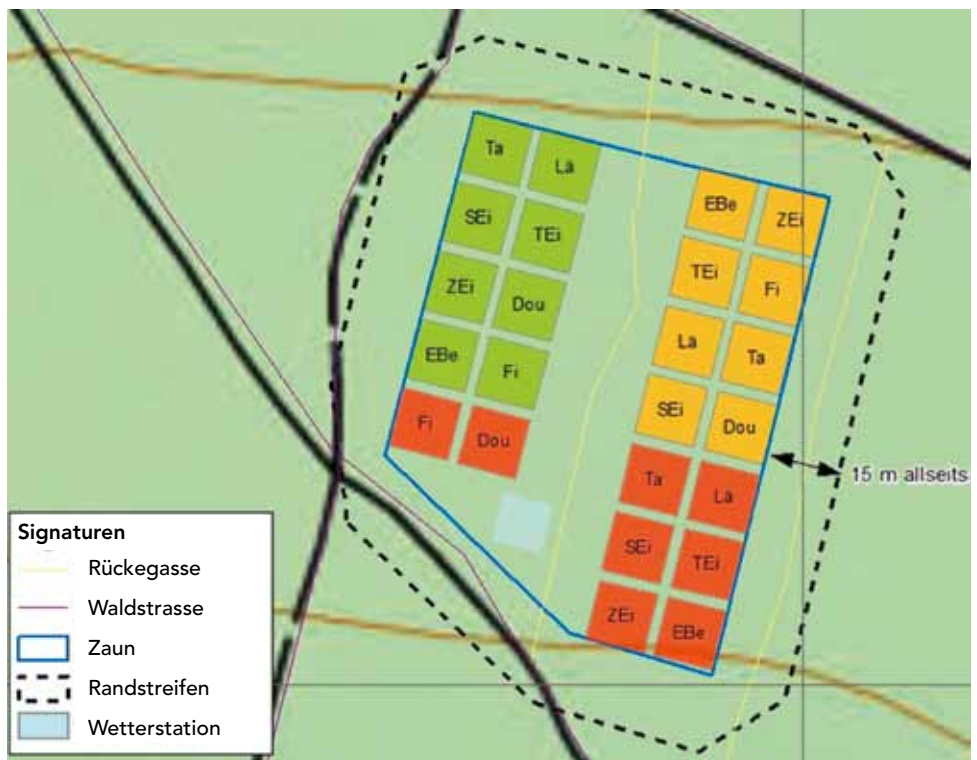 Ta
Lä
SEi
TEi
ZEi
Dou
EBe
Fi
Fi
Dou
EBe
ZEi
TEi
Fi
Lä
Ta
SEi
Dou
Ta
Lä
SEi
TEi
ZEi
EBe
15 m allseits
Signaturen
Rückegasse
Waldstrasse
Zaun
Randstreifen
Wetterstation